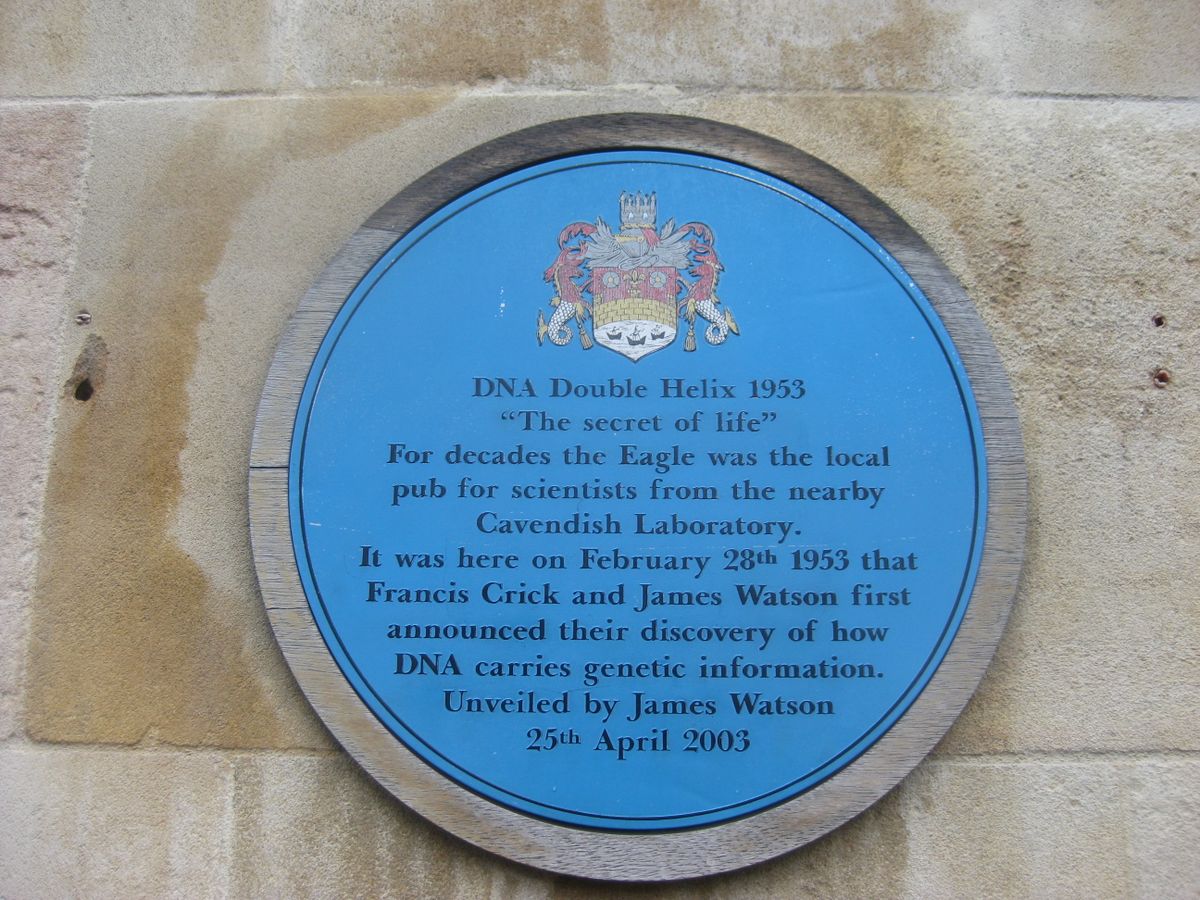 DNA Double Helix 1953
“The secret of life”
For decades the Eagle was the local
pub for scientists from the nearby
Cavendish Laboratory.
It was here on February 28th 1953 that
Francis Crick and James Watson first
announced their discovery of how
DNA carries genetic information.
Unveiled by James Watson
25th April 2003